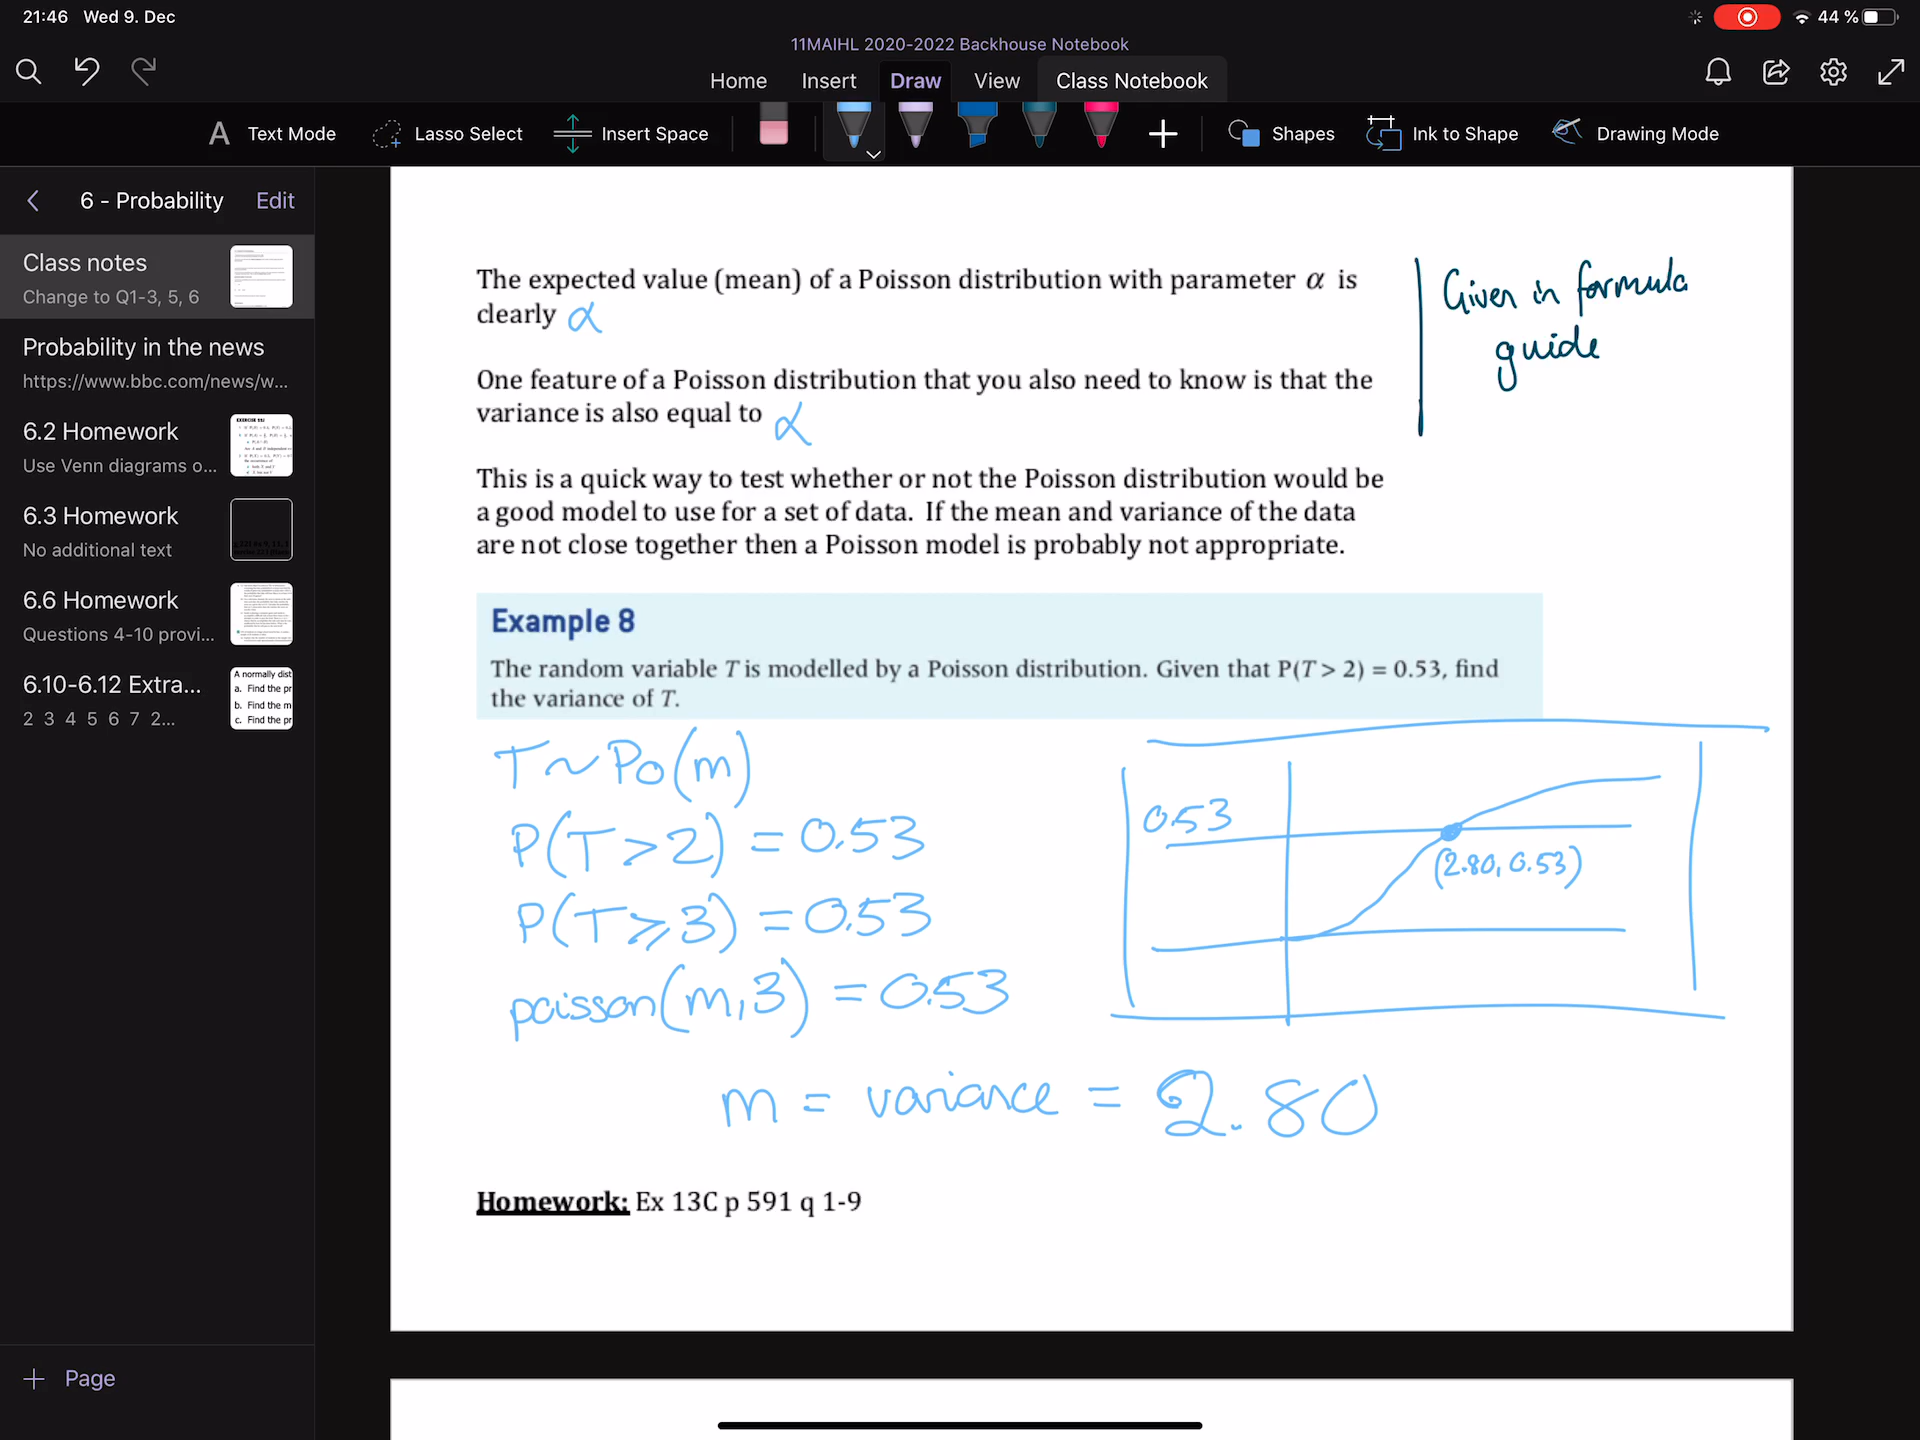 21:46 Wed 9. Dec
44 %
11MAIHL 2020-2022 Backhouse Notebook
Home Insert Draw View Class Notebook
A Text Mode Lasso Select Insert Space Shapes Ink to Shape Drawing Mode
6 - Probability Edit
Class notes
Change to Q1-3, 5, 6
Probability in the news
https://www.bbc.com/news/w...
6.2 Homework
Use Venn diagrams o...
6.3 Homework
No additional text
6.6 Homework
Questions 4-10 provi...
6.10-6.12 Extra...
2 3 4 5 6 7 2...
A normally dist
a. Find the pr
b. Find the m
c. Find the pr
+ Page
The expected value (mean) of a Poisson distribution with parameter α is
clearly α
One feature of a Poisson distribution that you also need to know is that the
variance is also equal to α
Given in formula
guide
This is a quick way to test whether or not the Poisson distribution would be
a good model to use for a set of data. If the mean and variance of the data
are not close together then a Poisson model is probably not appropriate.
Example 8
The random variable T is modelled by a Poisson distribution. Given that P(T > 2) = 0.53, find
the variance of T.
T~Po(m)
P(T>2) = 0.53
P(T⩾3) = 0.53
poisson(m,3) = 0.53
0.53
(2.80, 0.53)
m = variance = 2.80
Homework: Ex 13C p 591 q 1-9